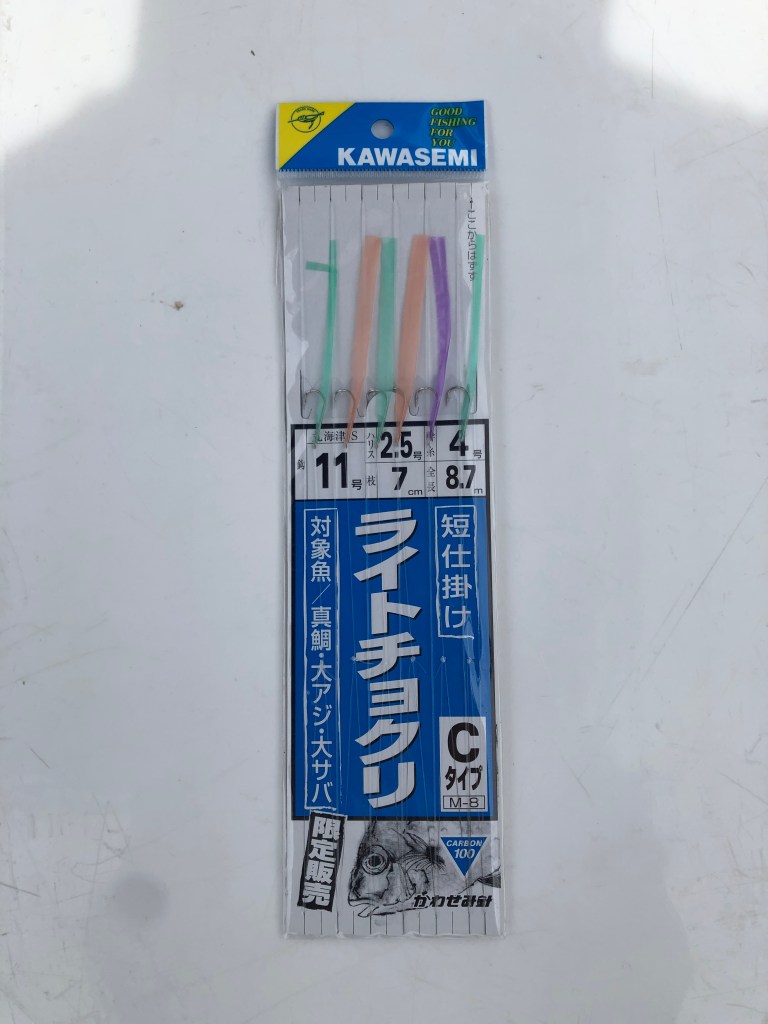 GOOD
FISHING
FOR
YOU
KAWASEMI
↑ここからはずす
海津 S
ハリス
2.5号
糸
4号
鈎
11号
枝
7cm
全長
8.7m
短仕掛け
ライトチョクリ
対象魚/真鯛・大アジ・大サバ
C
タイプ
M-8
限定販売
CARBON
100
かわせみ針